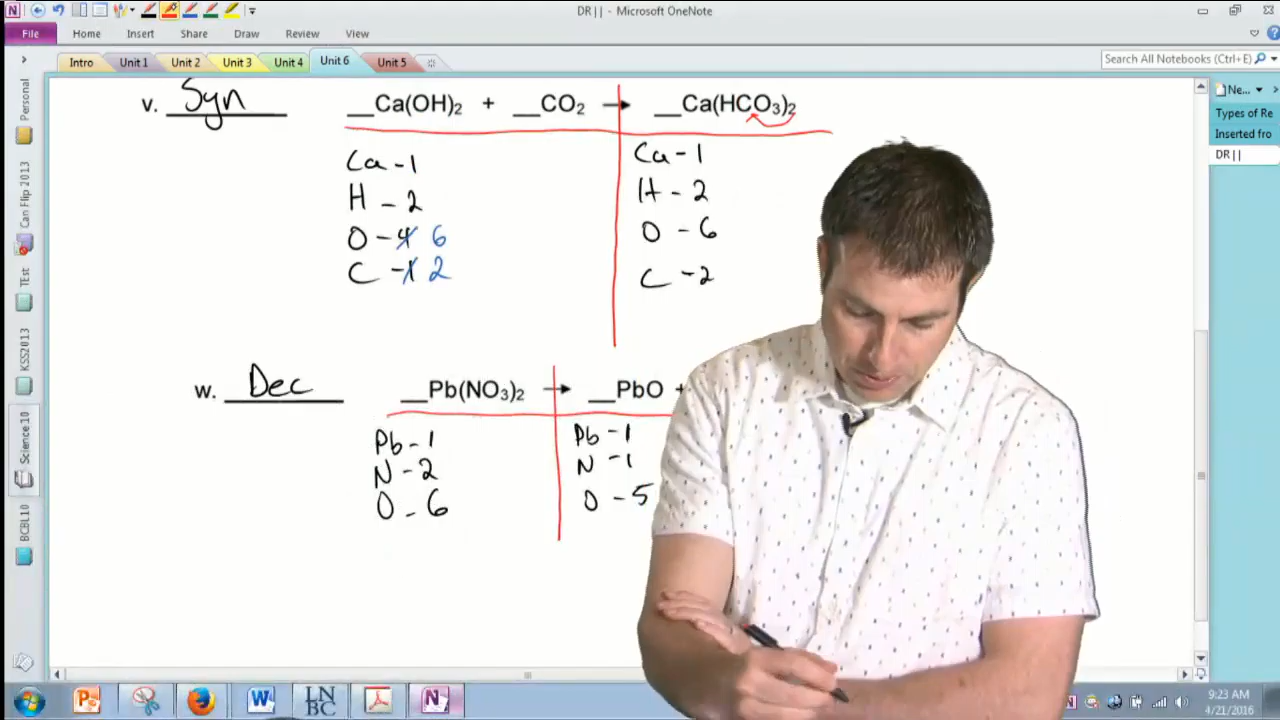 DR|| - Microsoft OneNote
File Home Insert Share Draw Review View
Intro Unit 1 Unit 2 Unit 3 Unit 4 Unit 6 Unit 5
Search All Notebooks (Ctrl+E)
Personal
Can Flip 2013
Test
KSS2013
Science10
BCBL10
Ne...
Types of Re
Inserted fro
DR||
v. Syn __Ca(OH)₂ + __CO₂ → __Ca(HCO₃)₂
Ca - 1 Ca - 1
H - 2 H - 2
O - 4 6 O - 6
C - 1 2 C - 2
w. Dec __Pb(NO₃)₂ → __PbO +
Pb - 1 Pb - 1
N - 2 N - 1
O - 6 O - 5
LN
BC
9:23 AM
4/21/2016